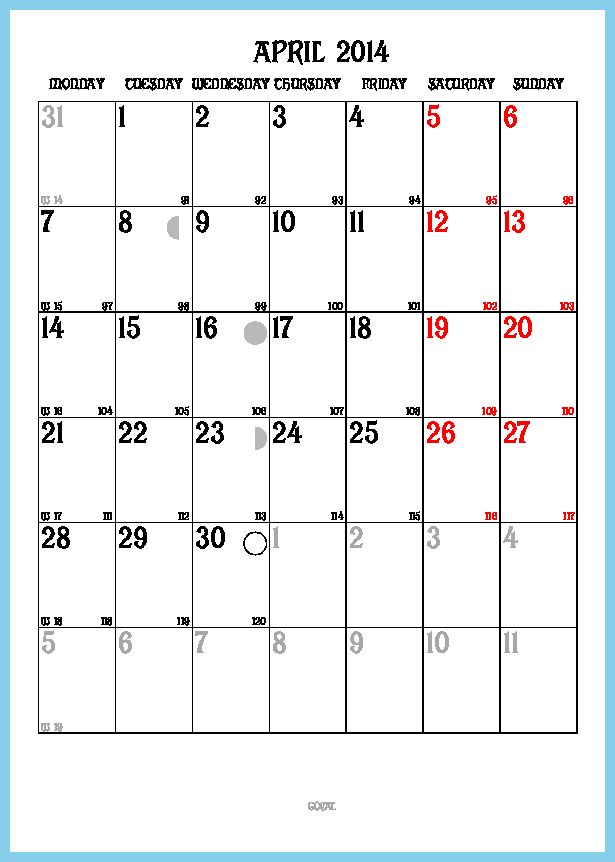 APRIL 2014
MONDAY TUESDAY WEDNESDAY THURSDAY FRIDAY SATURDAY SUNDAY
31 1 2 3 4 5 6
W 14 91 92 93 94 95 96
7 8 9 10 11 12 13
W 15 97 98 99 100 101 102 103
14 15 16 17 18 19 20
W 16 104 105 106 107 108 109 110
21 22 23 24 25 26 27
W 17 111 112 113 114 115 116 117
28 29 30 1 2 3 4
W 18 118 119 120
5 6 7 8 9 10 11
W 19
GOCAL